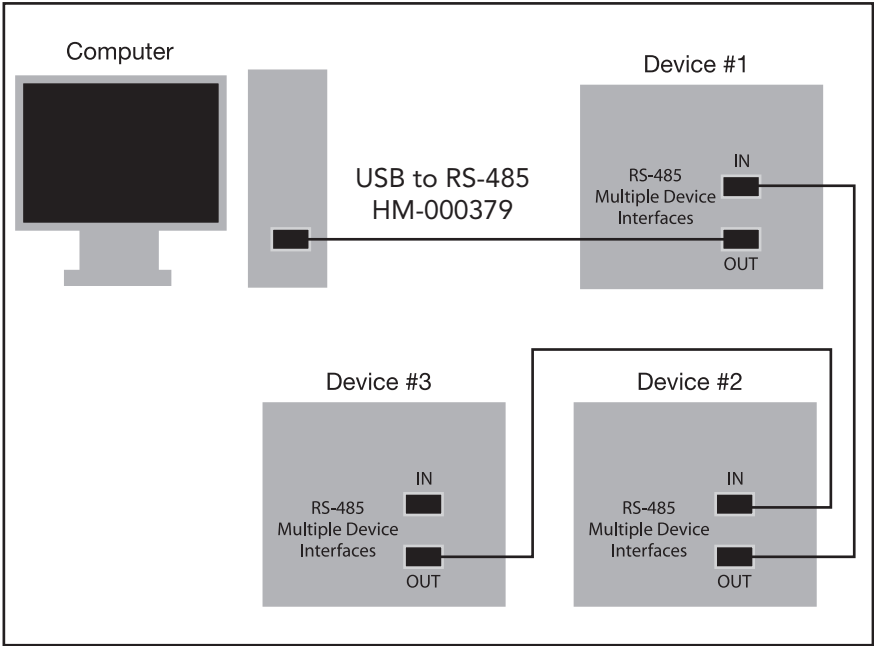 Computer
Device #1
USB to RS-485
HM-000379
IN
RS-485
Multiple Device
Interfaces
OUT
Device #3
IN
RS-485
Multiple Device
Interfaces
OUT
Device #2
IN
RS-485
Multiple Device
Interfaces
OUT